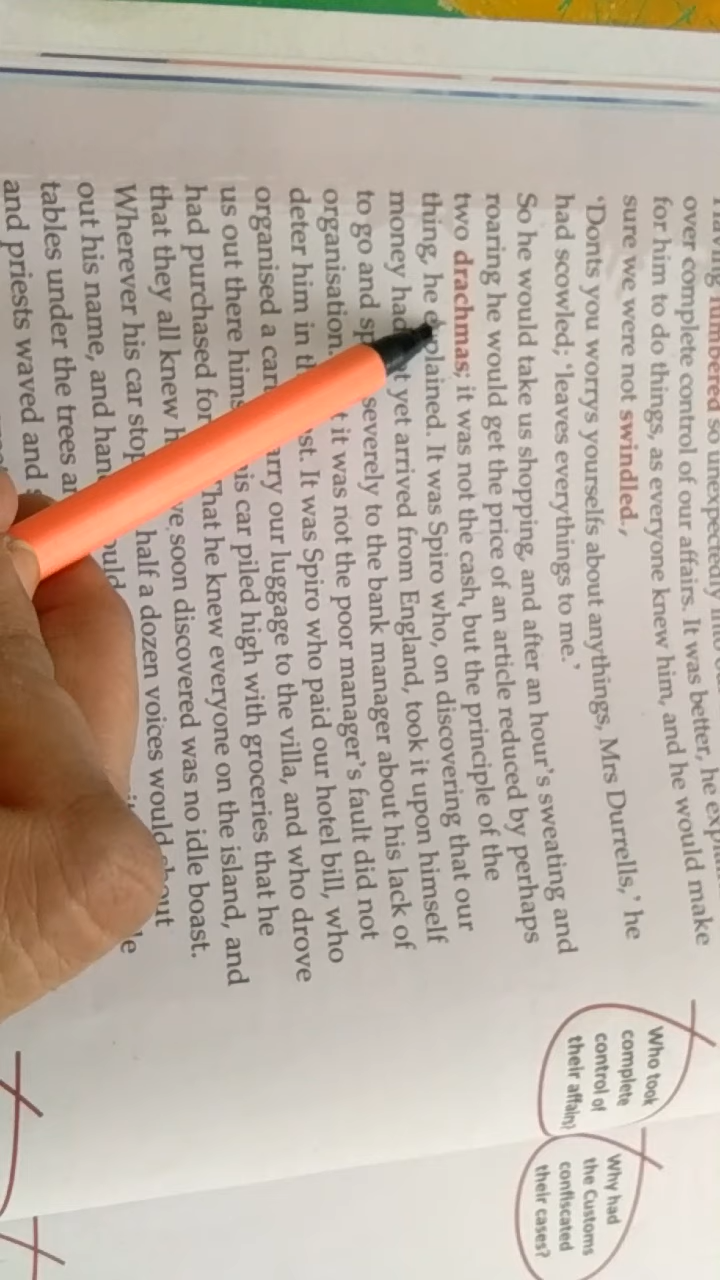 lumbered so unexpectedly into
over complete control of our affairs. It was better, he
for him to do things, as everyone knew him, and he would make
sure we were not swindled.,
'Donts you worrys yourselfs about anythings, Mrs Durrells,' he
had scowled; 'leaves everythings to me.'
So he would take us shopping, and after an hour's sweating and
roaring he would get the price of an article reduced by perhaps
two drachmas; it was not the cash, but the principle of the
thing, he explained. It was Spiro who, on discovering that our
money had yet arrived from England, took it upon himself
to go and severely to the bank manager about his lack of
organisation. it was not the poor manager's fault did not
deter him in It was Spiro who paid our hotel bill, who
organised a carry our luggage to the villa, and who drove
us out there his car piled high with groceries that he
had purchased for That he knew everyone on the island, and
that they all knew soon discovered was no idle boast.
Wherever his car half a dozen voices would shout
out his name, and
tables under the trees
and priests waved and
Who took
complete
control of
their affain?
Why had
the Customs
confiscated
their cases?